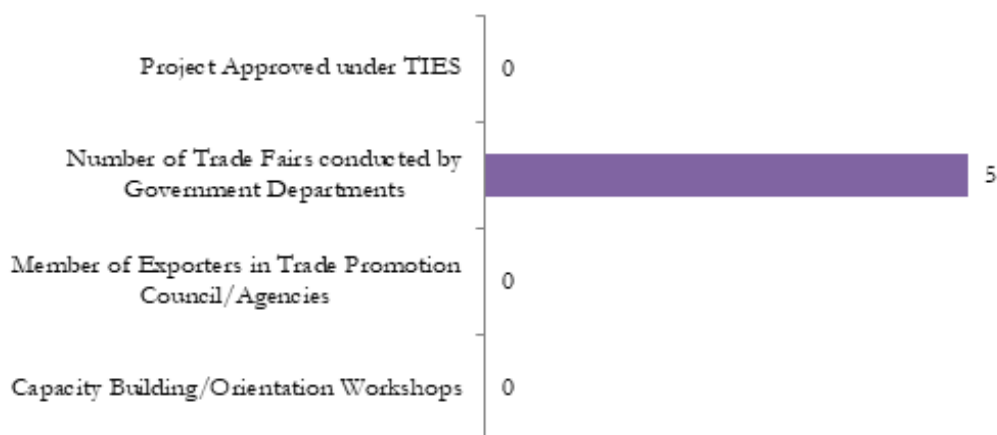 Project Approved under TIES
0
Number of Trade Fairs conducted by
Government Departments
5
Member of Exporters in Trade Promotion
Council/Agencies
0
Capacity Building/Orientation Workshops
0